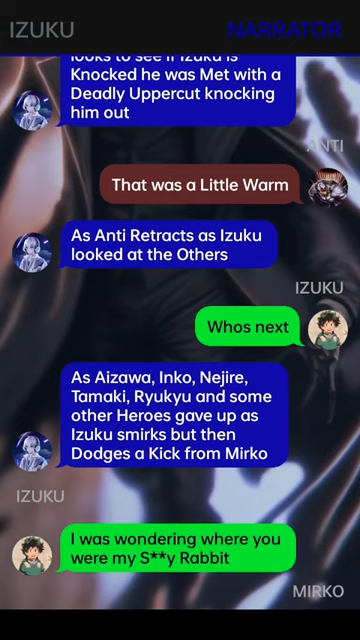 IZUKU
NARRATOR
looks to see if Izuku is
Knocked he was Met with a
Deadly Uppercut knocking
him out
ANTI
That was a Little Warm
As Anti Retracts as Izuku
looked at the Others
IZUKU
Whos next
As Aizawa, Inko, Nejire,
Tamaki, Ryukyu and some
other Heroes gave up as
Izuku smirks but then
Dodges a Kick from Mirko
IZUKU
I was wondering where you
were my S**y Rabbit
MIRKO